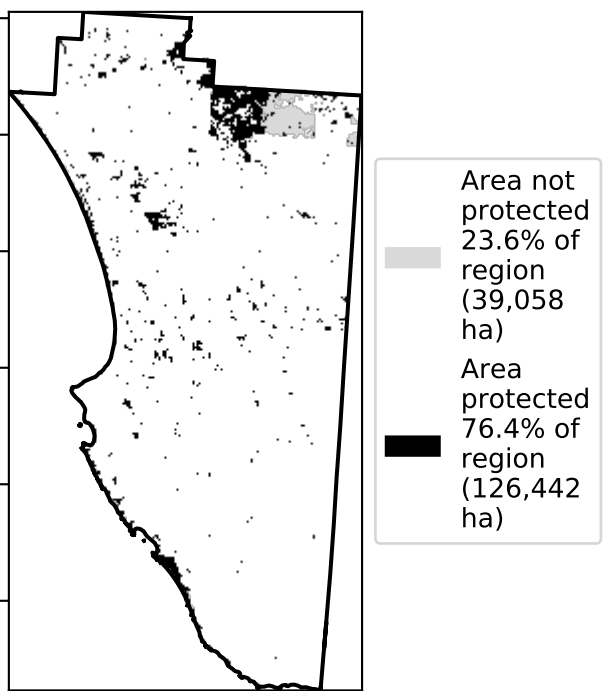 Area not
protected
23.6% of
region
(39,058
ha)
Area
protected
76.4% of
region
(126,442
ha)